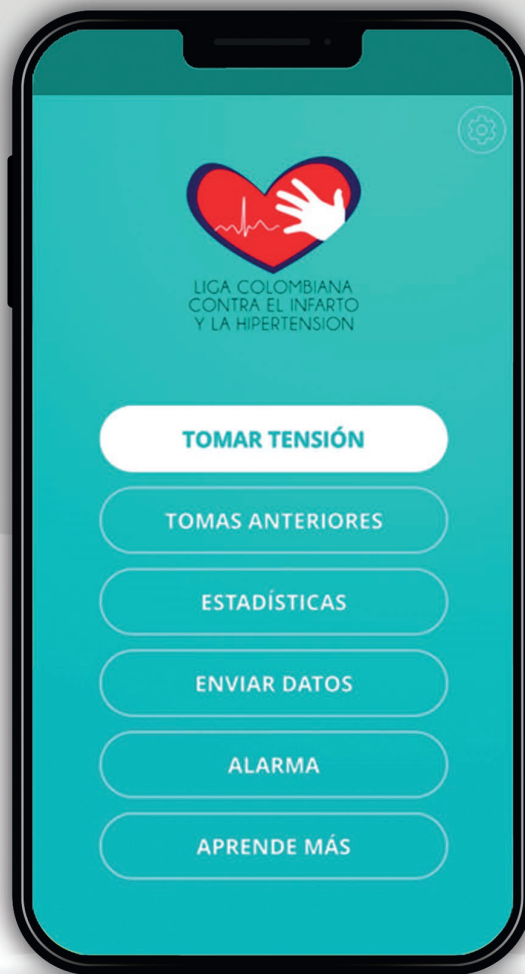 LIGA COLOMBIANA
CONTRA EL INFARTO
Y LA HIPERTENSION
TOMAR TENSIÓN
TOMAS ANTERIORES
ESTADÍSTICAS
ENVIAR DATOS
ALARMA
APRENDE MÁS